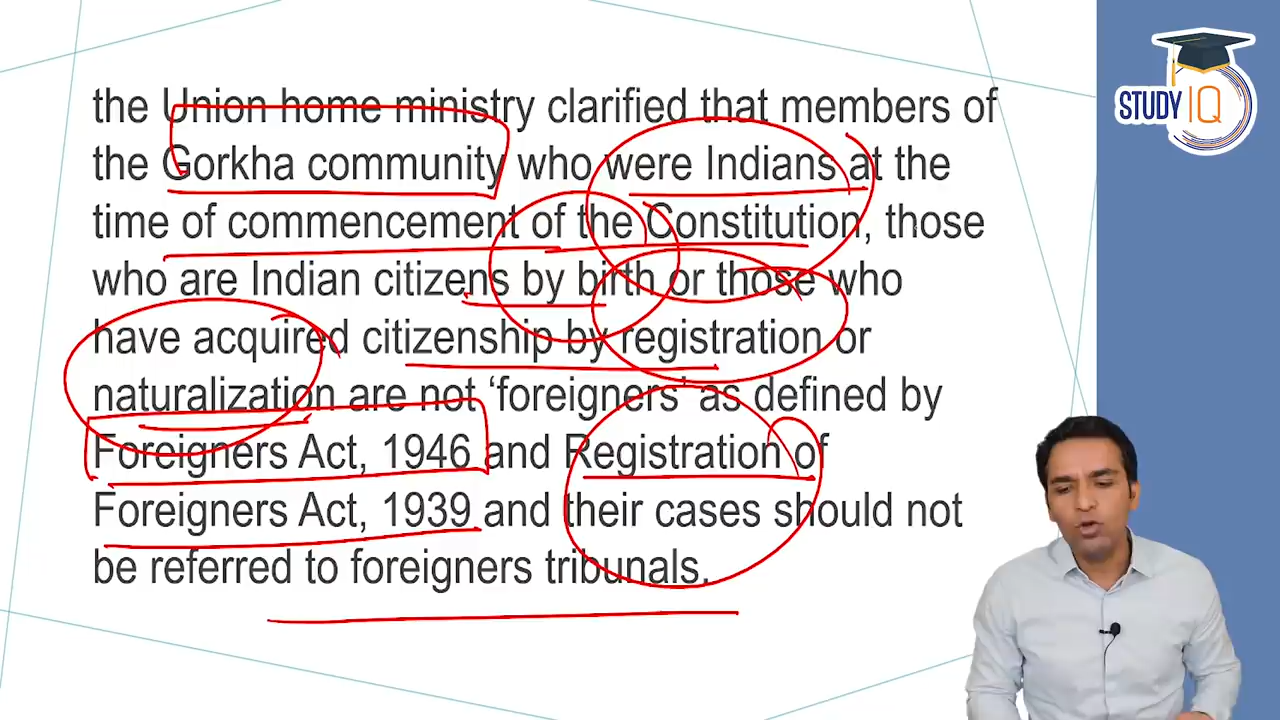 the Union home ministry clarified that members of
the Gorkha community who were Indians at the
time of commencement of the Constitution, those
who are Indian citizens by birth or those who
have acquired citizenship by registration or
naturalization are not ‘foreigners’ as defined by
Foreigners Act, 1946 and Registration of
Foreigners Act, 1939 and their cases should not
be referred to foreigners tribunals.
STUDY IQ